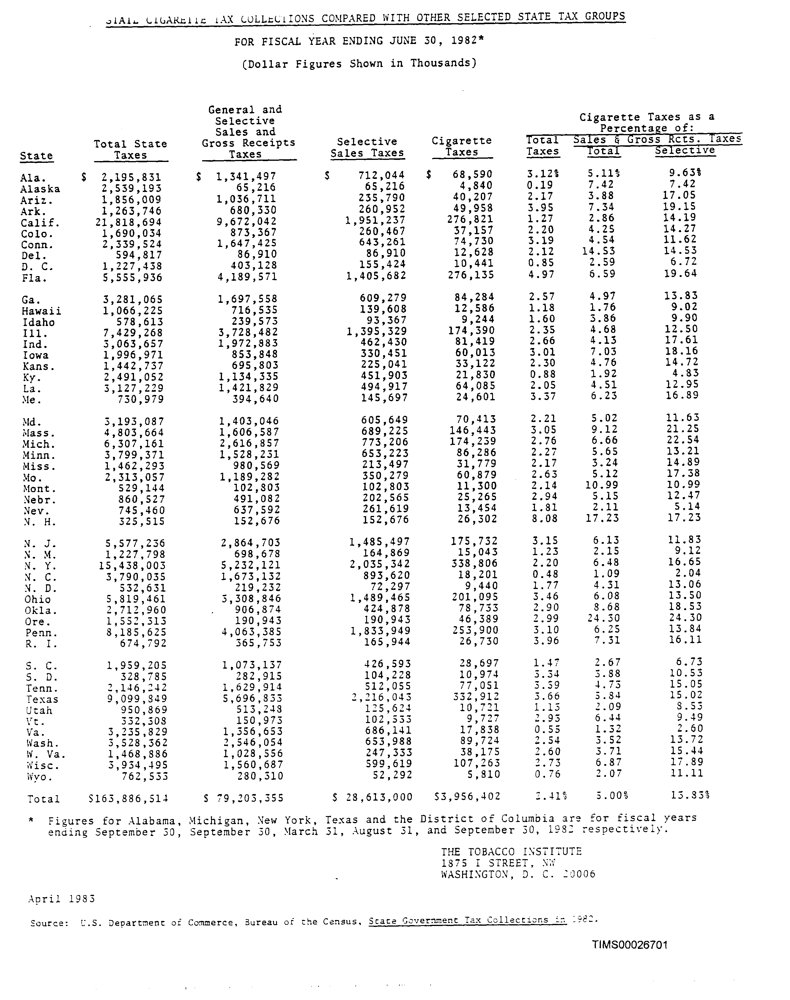 STATE CIGARETTE TAX COLLECTIONS COMPARED WITH OTHER SELECTED STATE TAX GROUPS
FOR FISCAL YEAR ENDING JUNE 30, 1982*
(Dollar Figures Shown in Thousands)
General and
Selective Cigarette Taxes as a
Sales and Percentage of:
Total State Gross Receipts Selective Cigarette Total Sales & Gross Rcts. Taxes
State Taxes Taxes Sales Taxes Taxes Taxes Total Selective
Ala. $ 2,195,831 $ 1,341,497 $ 712,044 $ 68,590 3.12% 5.11% 9.63%
Alaska 2,539,193 65,216 65,216 4,840 0.19 7.42 7.42
Ariz. 1,856,009 1,036,711 235,790 40,207 2.17 3.88 17.05
Ark. 1,263,746 680,330 260,952 49,958 3.95 7.34 19.15
Calif. 21,818,694 9,672,042 1,951,237 276,821 1.27 2.86 14.19
Colo. 1,690,034 873,367 260,467 37,157 2.20 4.25 14.27
Conn. 2,339,524 1,647,425 643,261 74,730 3.19 4.54 11.62
Del. 594,817 86,910 86,910 12,628 2.12 14.53 14.53
D. C. 1,227,438 403,128 155,424 10,441 0.85 2.59 6.72
Fla. 5,555,936 4,189,571 1,405,682 276,135 4.97 6.59 19.64
Ga. 3,281,065 1,697,558 609,279 84,284 2.57 4.97 13.83
Hawaii 1,066,225 716,535 139,608 12,586 1.18 1.76 9.02
Idaho 578,613 239,573 93,367 9,244 1.60 3.86 9.90
Ill. 7,429,268 3,728,482 1,395,329 174,390 2.35 4.68 12.50
Ind. 3,063,657 1,972,883 462,430 81,419 2.66 4.13 17.61
Iowa 1,996,971 853,848 330,451 60,013 3.01 7.03 18.16
Kans. 1,442,737 695,803 225,041 33,122 2.30 4.76 14.72
Ky. 2,491,052 1,134,335 451,903 21,830 0.88 1.92 4.83
La. 3,127,229 1,421,829 494,917 64,085 2.05 4.51 12.95
Me. 730,979 394,640 145,697 24,601 3.37 6.23 16.89
Md. 3,193,087 1,403,046 605,649 70,413 2.21 5.02 11.63
Mass. 4,803,664 1,606,587 689,225 146,443 3.05 9.12 21.25
Mich. 6,307,161 2,616,857 773,206 174,239 2.76 6.66 22.54
Minn. 3,799,371 1,528,231 653,223 86,286 2.27 5.65 13.21
Miss. 1,462,293 980,569 213,497 31,779 2.17 3.24 14.89
Mo. 2,313,057 1,189,282 350,279 60,879 2.63 5.12 17.38
Mont. 529,144 102,803 102,803 11,300 2.14 10.99 10.99
Nebr. 860,527 491,082 202,565 25,265 2.94 5.15 12.47
Nev. 745,460 637,592 261,619 13,454 1.81 2.11 5.14
N. H. 325,515 152,676 152,676 26,302 8.08 17.23 17.23
N. J. 5,577,236 2,864,703 1,485,497 175,732 3.15 6.13 11.83
N. M. 1,227,798 698,678 164,869 15,043 1.23 2.15 9.12
N. Y. 15,438,003 5,232,121 2,035,342 338,806 2.20 6.48 16.65
N. C. 3,790,035 1,673,132 893,620 18,201 0.48 1.09 2.04
N. D. 532,631 219,232 72,297 9,440 1.77 4.31 13.06
Ohio 5,819,461 3,308,846 1,489,465 201,095 3.46 6.08 13.50
Okla. 2,712,960 906,874 424,878 78,733 2.90 8.68 18.53
Ore. 1,552,313 190,943 190,943 46,389 2.99 24.30 24.30
Penn. 8,185,625 4,063,385 1,833,949 253,900 3.10 6.25 13.84
R. I. 674,792 365,753 165,944 26,730 3.96 7.31 16.11
S. C. 1,959,205 1,073,137 426,593 28,697 1.47 2.67 6.73
S. D. 328,785 282,915 104,228 10,974 3.34 3.88 10.53
Tenn. 2,146,242 1,629,914 512,055 77,051 3.59 4.73 15.05
Texas 9,099,849 5,696,833 2,216,043 332,912 3.66 5.84 15.02
Utah 950,869 513,248 125,624 10,721 1.13 2.09 8.53
Vt. 332,308 150,973 102,533 9,727 2.93 6.44 9.49
Va. 3,235,829 1,356,653 686,141 17,838 0.55 1.32 2.60
Wash. 3,528,362 2,546,054 653,988 89,724 2.54 3.52 13.72
W. Va. 1,468,886 1,028,556 247,333 38,175 2.60 3.71 15.44
Wisc. 3,934,495 1,560,687 599,619 107,263 2.73 6.87 17.89
Wyo. 762,533 280,310 52,292 5,810 0.76 2.07 11.11
Total $163,886,514 $ 79,203,355 $ 28,613,000 $3,956,402 2.41% 5.00% 13.83%
* Figures for Alabama, Michigan, New York, Texas and the District of Columbia are for fiscal years
ending September 30, September 30, March 31, August 31, and September 30, 1982 respectively.
THE TOBACCO INSTITUTE
1875 I STREET, NW
WASHINGTON, D. C. 20006
April 1983
Source: U.S. Department of Commerce, Bureau of the Census, State Government Tax Collections in 1982.
TIMS00026701